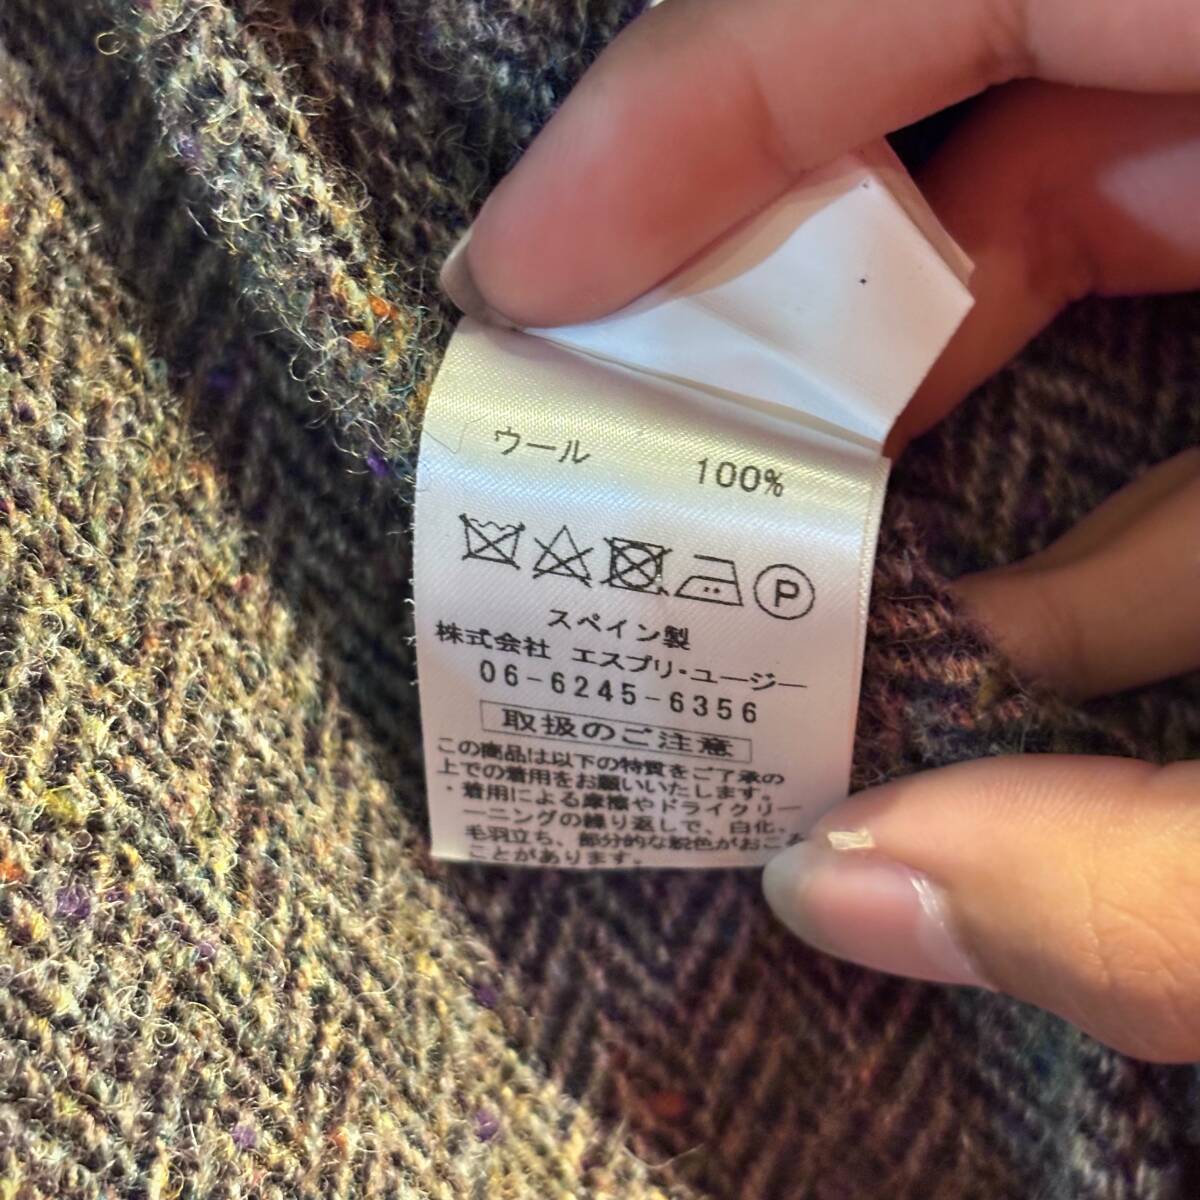 ウール 100%
P
スペイン製
株式会社 エスプリ・ユージー
06-6245-6356
取扱のご注意
この商品は以下の特質をご了承の
上での着用をお願いいたします。
・着用による摩擦やドライクリー
ーニングの繰り返しで、白化、
毛羽立ち、節分的な脱色がおこる
ことがあります。